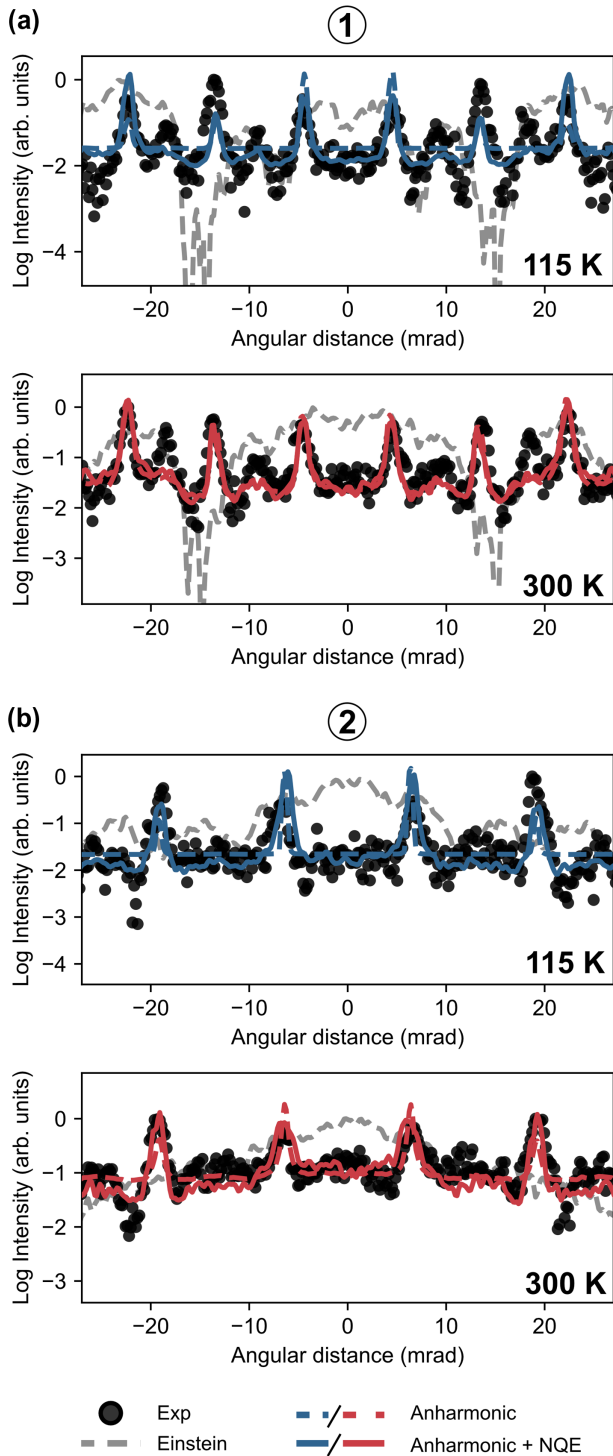 (a)
①
Log Intensity (arb. units)
0
−2
−4
115 K
−20 −10 0 10 20
Angular distance (mrad)
Log Intensity (arb. units)
0
−1
−2
−3
300 K
−20 −10 0 10 20
Angular distance (mrad)
(b)
②
Log Intensity (arb. units)
0
−1
−2
−3
−4
115 K
−20 −10 0 10 20
Angular distance (mrad)
Log Intensity (arb. units)
0
−1
−2
−3
300 K
−20 −10 0 10 20
Angular distance (mrad)
Exp
Anharmonic
Einstein
Anharmonic + NQE